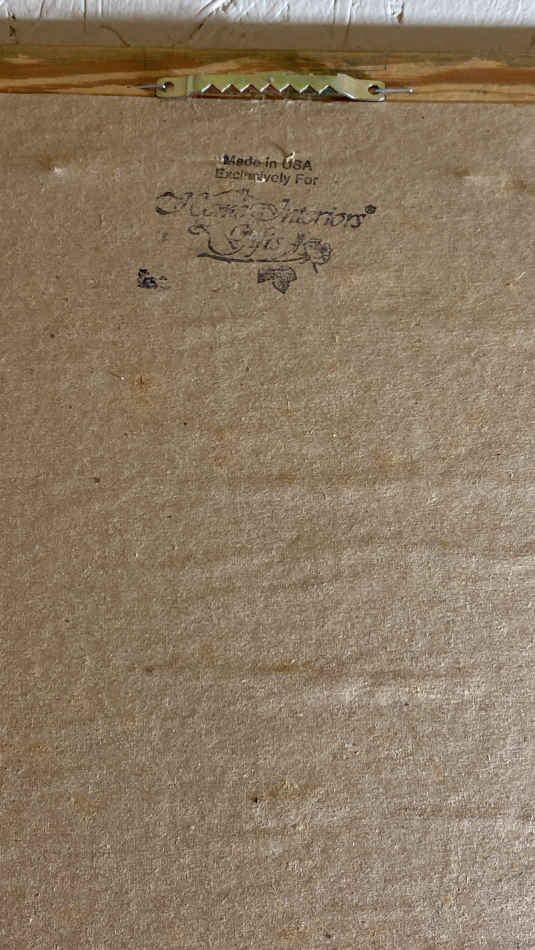 Made in USA
Exclusively For
Home Interiors®
Gifts